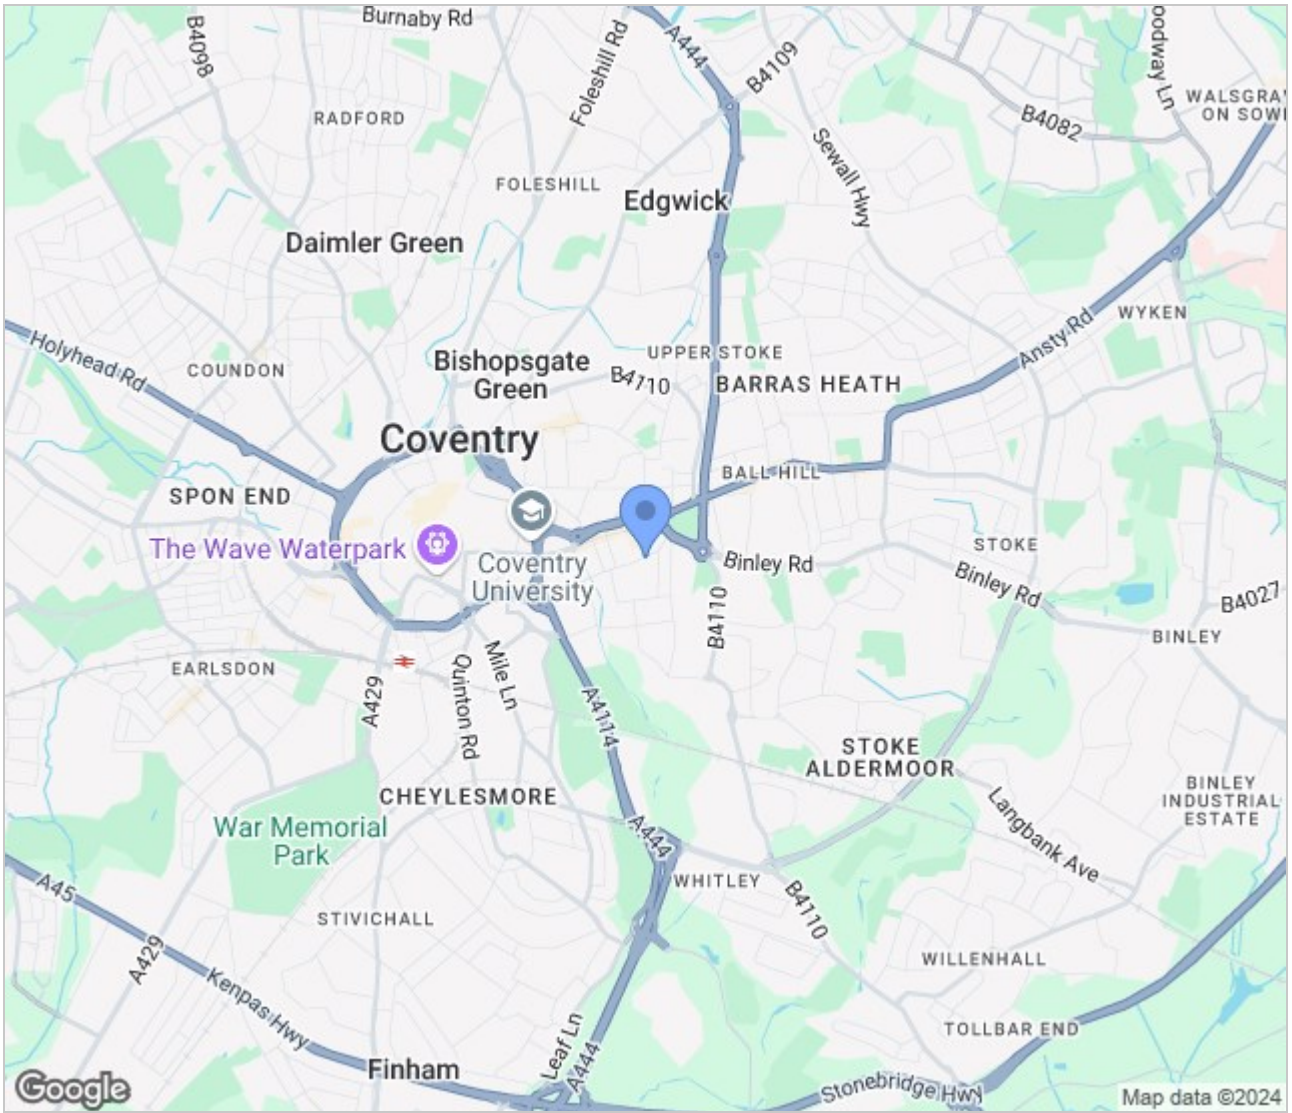 Burnaby Rd
B4098
Foleshill Rd
A444
B4109
oodway Ln
RADFORD
B4082
WALSGRA
ON SOW
Sewall Hwy
FOLESHILL
Edgwick
Daimler Green
WYKEN
Ansty Rd
Holyhead Rd
COUNDON
Bishopsgate
Green
UPPER STOKE
B4110
BARRAS HEATH
Coventry
BALL HILL
SPON END
The Wave Waterpark
Coventry
University
Binley Rd
STOKE
Binley Rd
B4027
B4110
BINLEY
EARLSDON
A429
Quinton Rd
Mile Ln
A4114
STOKE
ALDERMOOR
CHEYLESMORE
BINLEY
INDUSTRIAL
ESTATE
War Memorial
Park
A444
Langbank Ave
WHITLEY
A45
B4110
STIVICHALL
A429
WILLENHALL
Kenpas Hwy
TOLLBAR END
Finham
Leaf Ln
A444
Stonebridge Hwy
Google
Map data ©2024